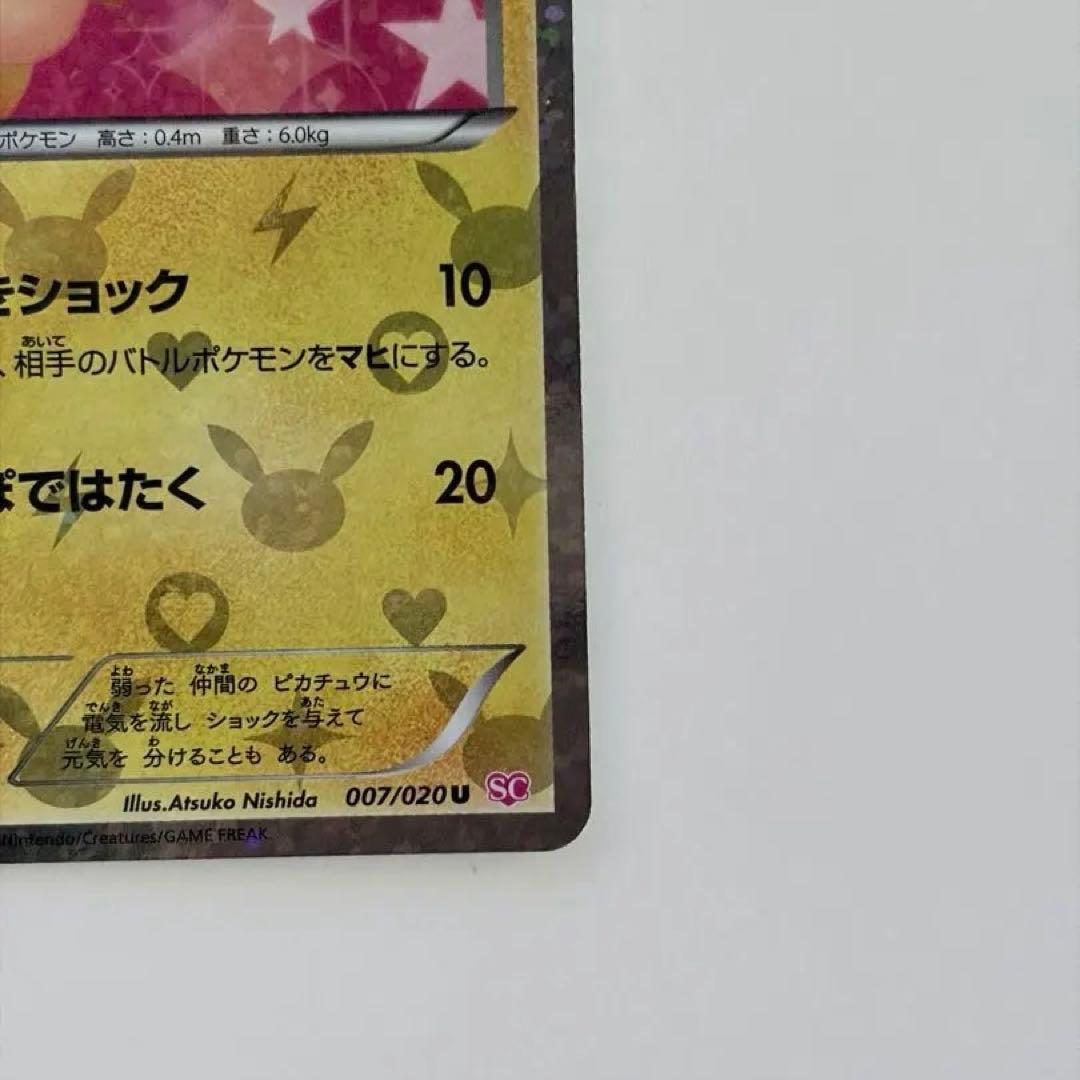 ポケモン 高さ：0.4m 重さ：6.0kg
をショック 10
あいて
、相手のバトルポケモンをマヒにする。
ぽではたく 20
よわ なかま
弱った 仲間の ピカチュウに
でんき なが あた
電気を流し ショックを与えて
げんき わ
元気を 分けることも ある。
Illus.Atsuko Nishida 007/020 U SC
Nintendo/Creatures/GAME FREAK.